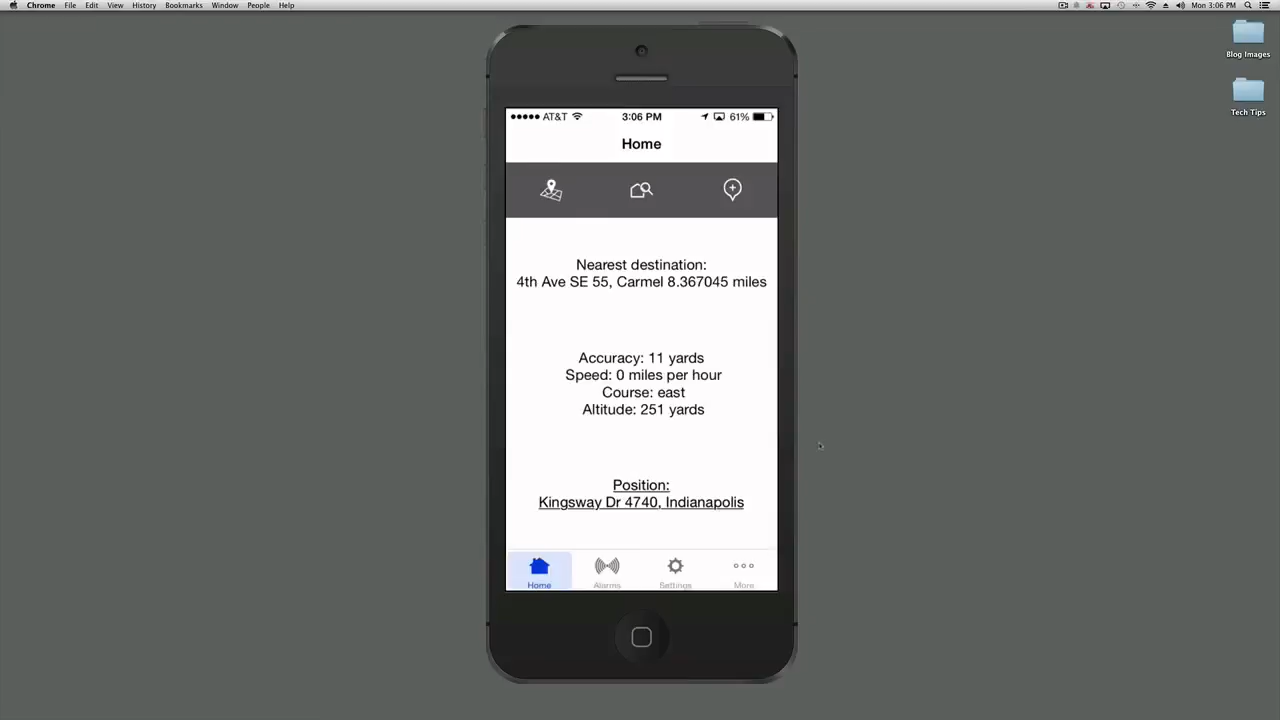 Chrome File Edit View History Bookmarks Window People Help
Mon 3:06 PM
Blog Images
Tech Tips
AT&T 3:06 PM 61%
Home
Nearest destination:
4th Ave SE 55, Carmel 8.367045 miles
Accuracy: 11 yards
Speed: 0 miles per hour
Course: east
Altitude: 251 yards
Position:
Kingsway Dr 4740, Indianapolis
Home Alarms Settings More